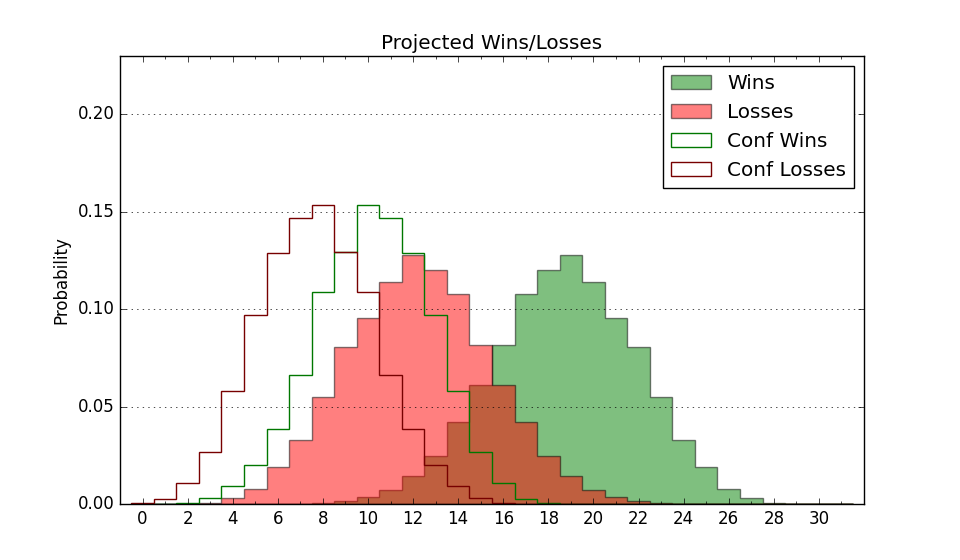 Projected Wins/Losses
Wins
Losses
Conf Wins
Conf Losses
Probability
0.20
0.15
0.10
0.05
0.00
0 2 4 6 8 10 12 14 16 18 20 22 24 26 28 30